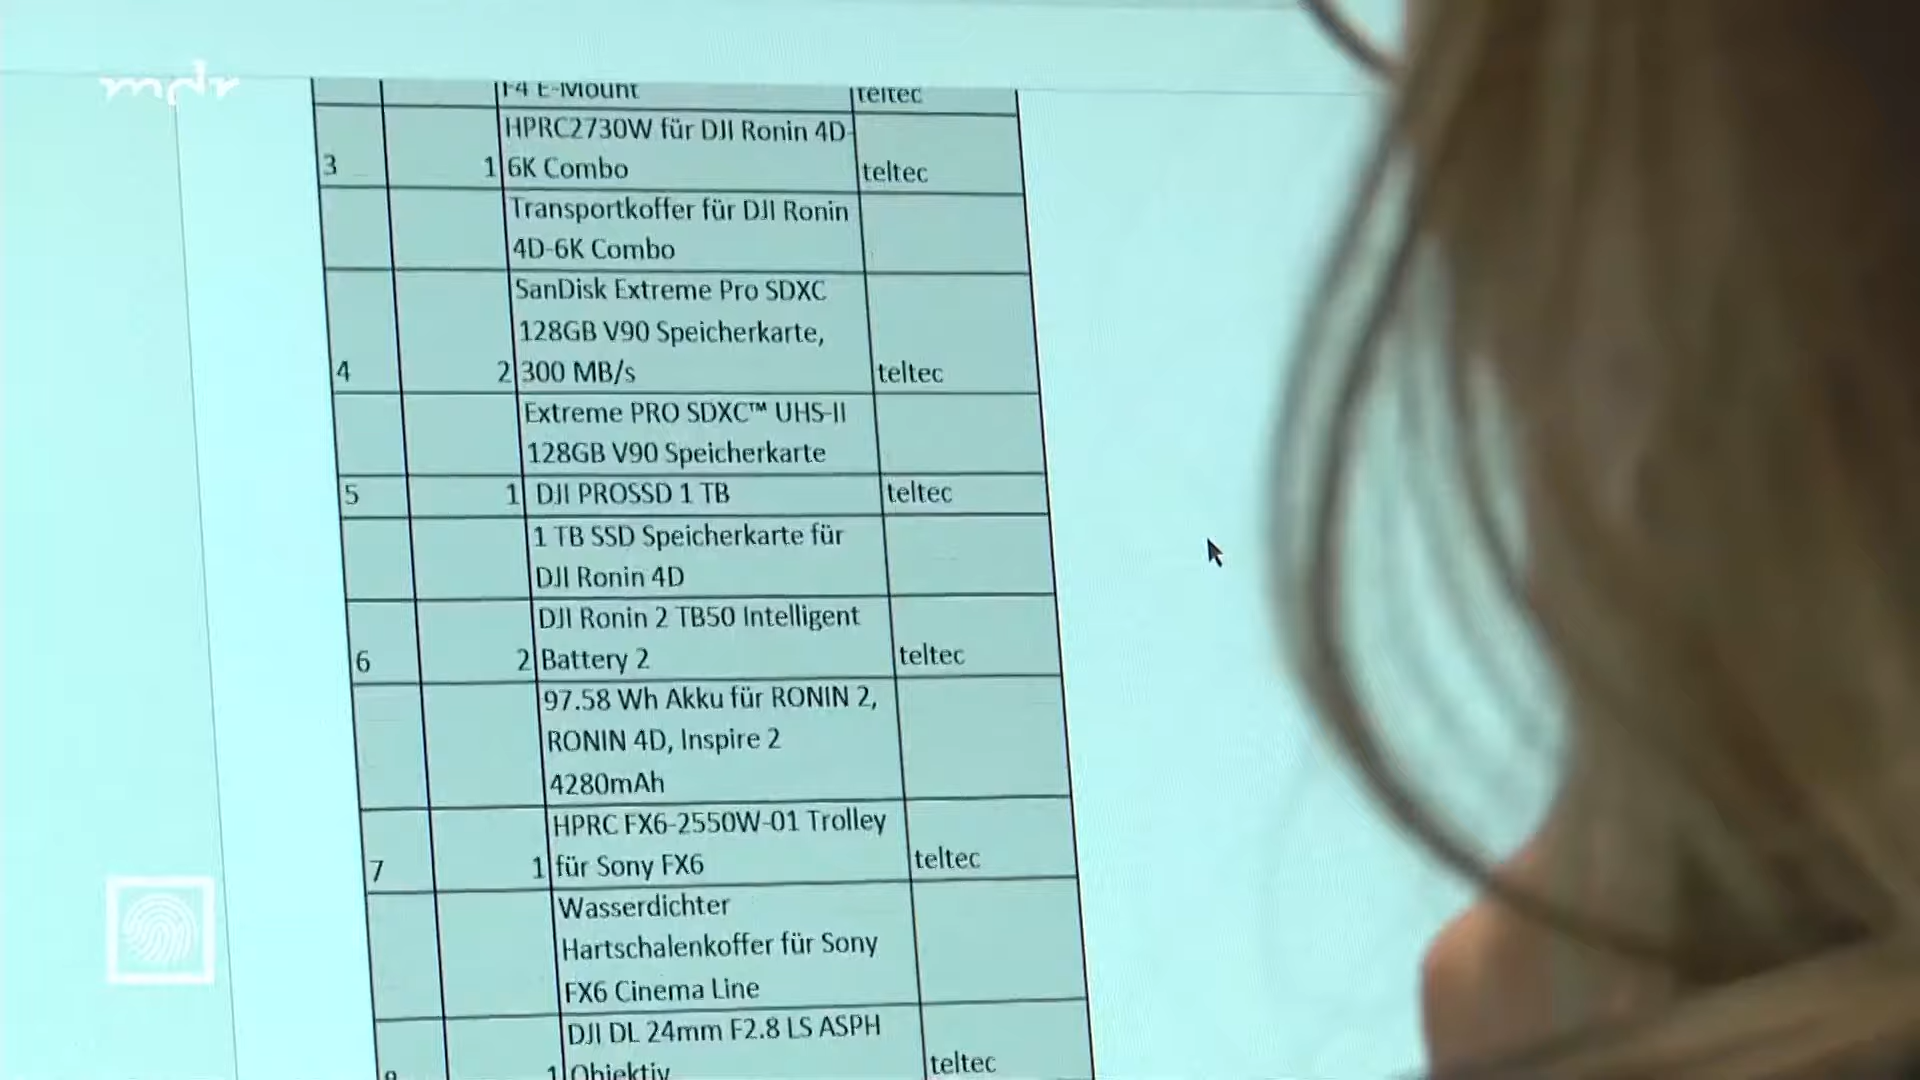 mdr
F4 E-Mount teltec
HPRC2730W für DJI Ronin 4D-
3 1 6K Combo teltec
Transportkoffer für DJI Ronin
4D-6K Combo
SanDisk Extreme Pro SDXC
128GB V90 Speicherkarte,
4 2 300 MB/s teltec
Extreme PRO SDXC™ UHS-II
128GB V90 Speicherkarte
5 1 DJI PROSSD 1 TB teltec
1 TB SSD Speicherkarte für
DJI Ronin 4D
DJI Ronin 2 TB50 Intelligent
6 2 Battery 2 teltec
97.58 Wh Akku für RONIN 2,
RONIN 4D, Inspire 2
4280mAh
HPRC FX6-2550W-01 Trolley
7 1 für Sony FX6 teltec
Wasserdichter
Hartschalenkoffer für Sony
FX6 Cinema Line
DJI DL 24mm F2.8 LS ASPH
8 1 Objektiv teltec